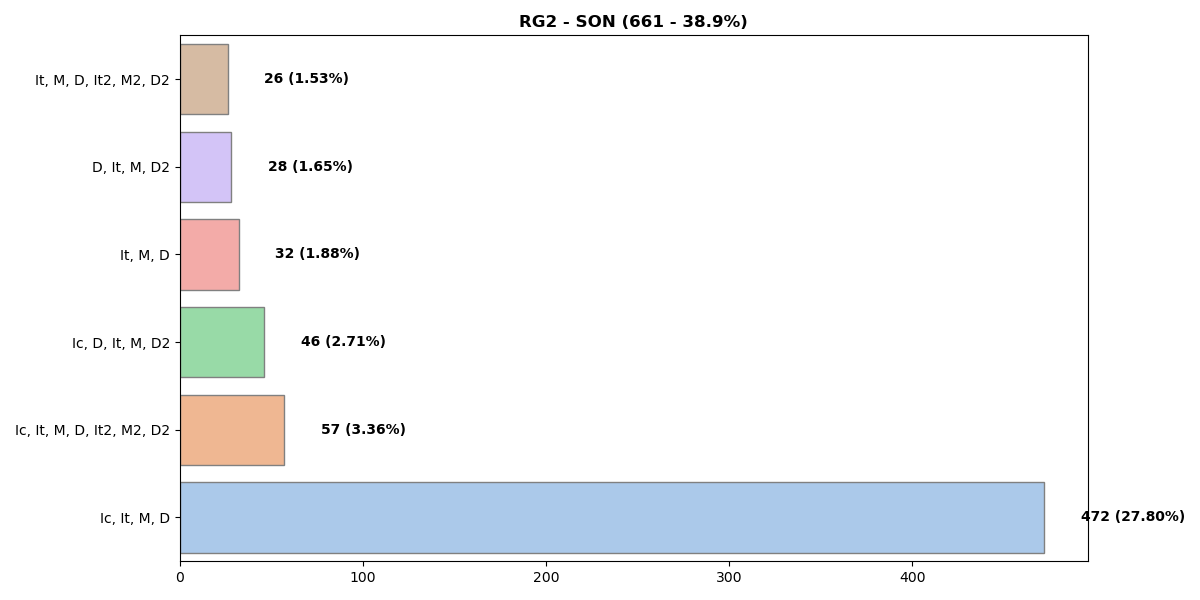 RG2 - SON (661 - 38.9%)
It, M, D, It2, M2, D2
26 (1.53%)
D, It, M, D2
28 (1.65%)
It, M, D
32 (1.88%)
Ic, D, It, M, D2
46 (2.71%)
Ic, It, M, D, It2, M2, D2
57 (3.36%)
Ic, It, M, D
472 (27.80%)
0 100 200 300 400